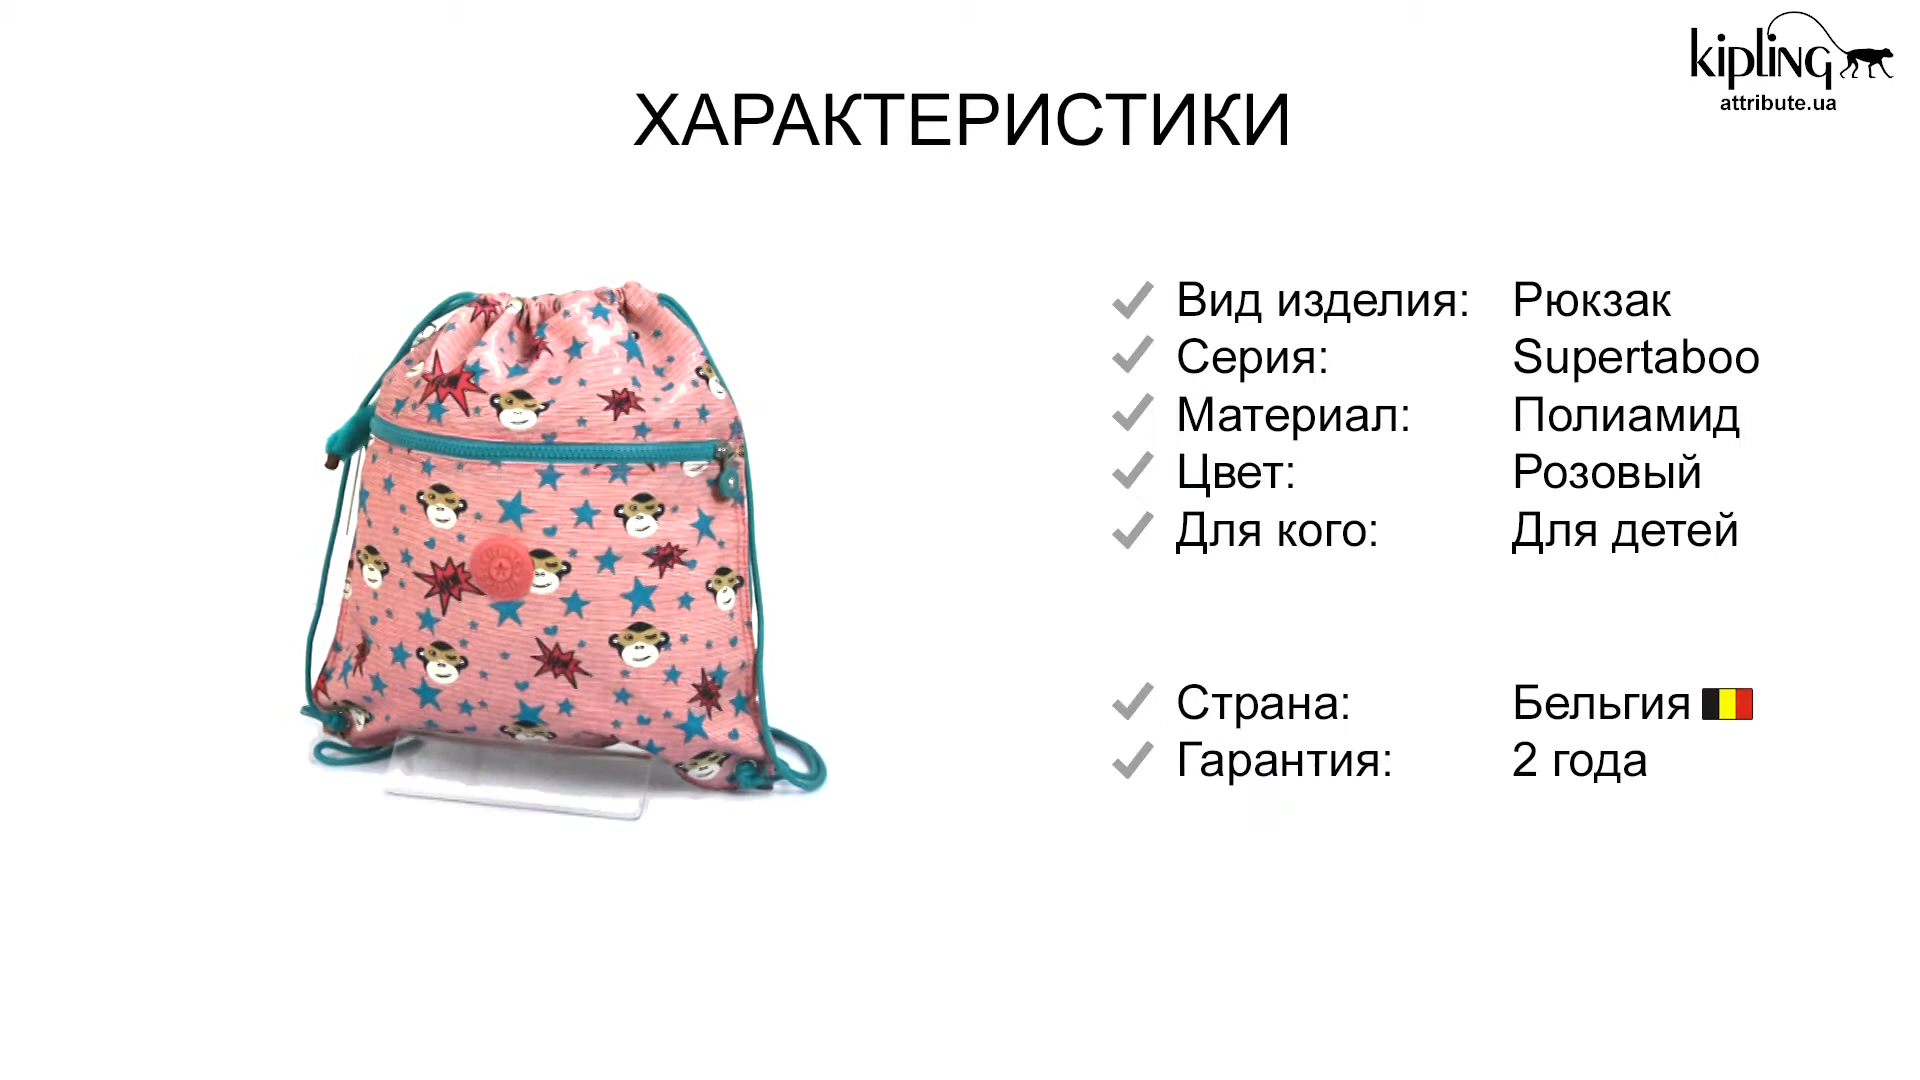 kipling
attribute.ua
ХАРАКТЕРИСТИКИ
Вид изделия: Рюкзак
Серия: Supertaboo
Материал: Полиамид
Цвет: Розовый
Для кого: Для детей
Страна: Бельгия
Гарантия: 2 года